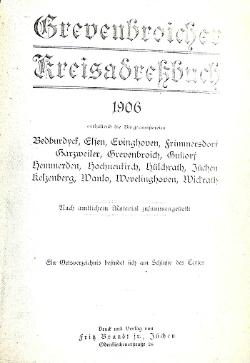 Grevenbroicher
Kreisadreßbuch
1906
enthaltend die Bürgermeistereien
Bedburdyck, Elsen, Evinghoven, Frimmersdorf
Garzweiler, Grevenbroich, Gustorf
Hemmerden, Hochneukirch, Hülchrath, Jüchen
Kelzenberg, Wanlo, Wevelinghoven, Wickrath
Nach amtlichem Material zusammengestellt
Ein Ortsverzeichnis befindet sich am Schlusse des Textes
Druck und Verlag von
Fritz Brandt jr., Jüchen